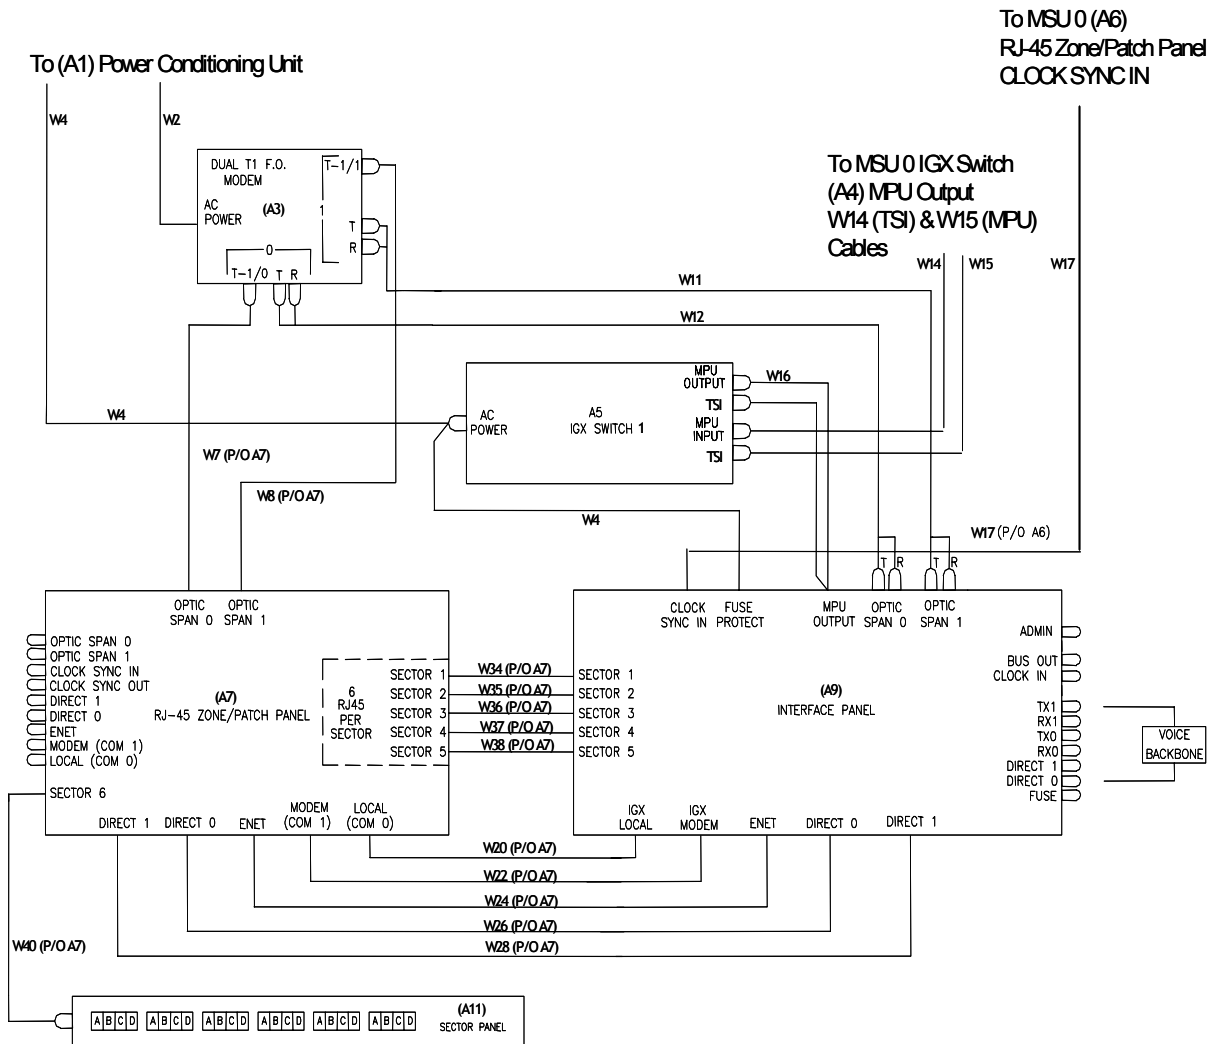 To MSU 0 (A6)
RJ-45 Zone/Patch Panel
CLOCK SYNC IN
To (A1) Power Conditioning Unit
W4
W2
DUAL T1 F.O.
MODEM
(A3)
AC
POWER
T-1/1
1
T
R
0
T-1/0 T R
To MSU 0 IGX Switch
(A4) MPU Output
W14 (TSI) & W15 (MPU)
Cables
W14
W15
W17
W11
W12
W16
W4
AC
POWER
A5
IGX SWITCH 1
MPU
OUTPUT
TSI
MPU
INPUT
TSI
W7 (P/O A7)
W8 (P/O A7)
W4
W17 (P/O A6)
T R
T R
OPTIC
SPAN 0
OPTIC
SPAN 1
OPTIC SPAN 0
OPTIC SPAN 1
CLOCK SYNC IN
CLOCK SYNC OUT
DIRECT 1
DIRECT 0
ENET
MODEM (COM 1)
LOCAL (COM 0)
SECTOR 6
(A7)
RJ-45 ZONE/PATCH PANEL
6
RJ45
PER
SECTOR
SECTOR 1
SECTOR 2
SECTOR 3
SECTOR 4
SECTOR 5
DIRECT 1
DIRECT 0
ENET
MODEM
(COM 1)
LOCAL
(COM 0)
W34 (P/O A7)
W35 (P/O A7)
W36 (P/O A7)
W37 (P/O A7)
W38 (P/O A7)
CLOCK
SYNC IN
FUSE
PROTECT
MPU
OUTPUT
OPTIC
SPAN 0
OPTIC
SPAN 1
SECTOR 1
SECTOR 2
SECTOR 3
SECTOR 4
SECTOR 5
(A9)
INTERFACE PANEL
ADMIN
BUS OUT
CLOCK IN
TX1
RX1
TX0
RX0
DIRECT 1
DIRECT 0
FUSE
VOICE
BACKBONE
IGX
LOCAL
IGX
MODEM
ENET
DIRECT 0
DIRECT 1
W20 (P/O A7)
W22 (P/O A7)
W24 (P/O A7)
W26 (P/O A7)
W28 (P/O A7)
W40 (P/O A7)
A B C D A B C D A B C D A B C D A B C D A B C D
(A11)
SECTOR PANEL